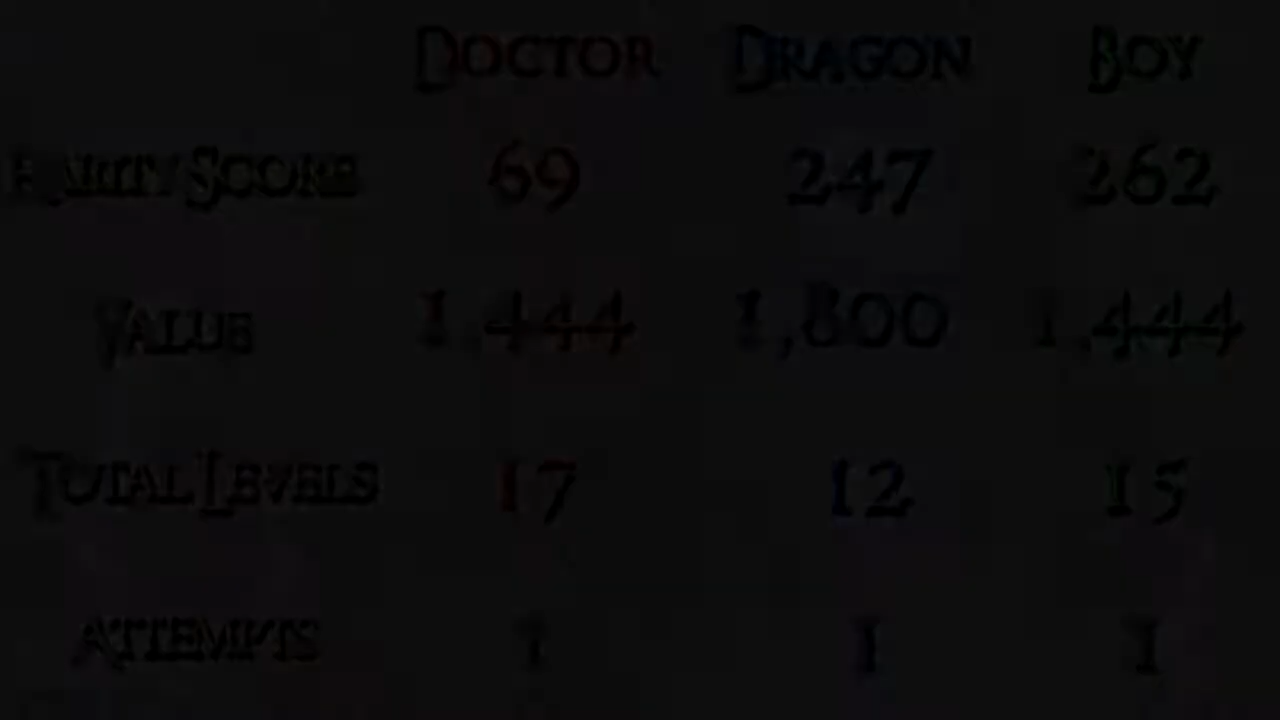 Doctor Dragon Boy
Rarity Score 69 247 262
Value 1,444 1,800 1,444
Total Levels 17 12 15
Attempts 1 1 1